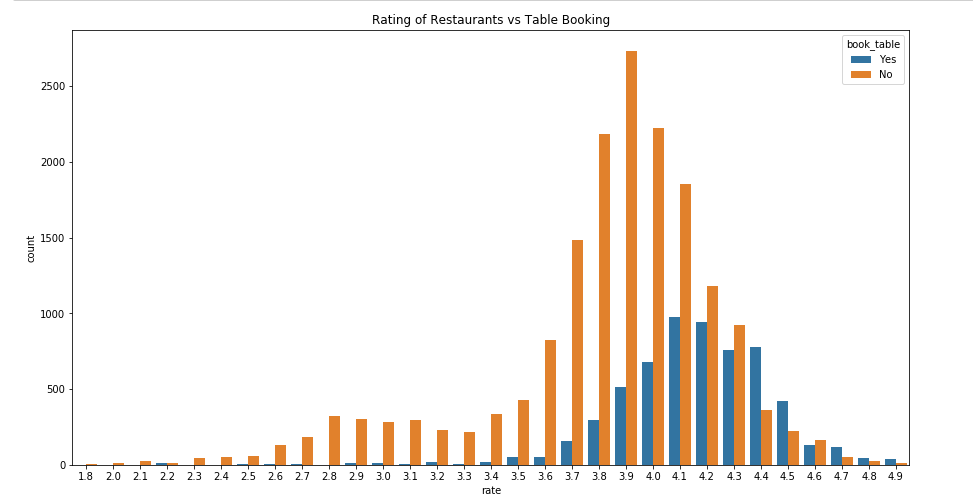 Rating of Restaurants vs Table Booking
book_table
Yes
No
2500
2000
1500
1000
500
0
count
1.8 2.0 2.1 2.2 2.3 2.4 2.5 2.6 2.7 2.8 2.9 3.0 3.1 3.2 3.3 3.4 3.5 3.6 3.7 3.8 3.9 4.0 4.1 4.2 4.3 4.4 4.5 4.6 4.7 4.8 4.9
rate